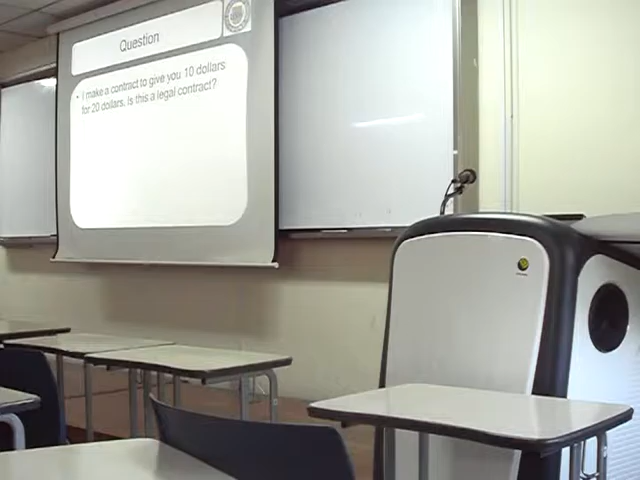 Question
• I make a contract to give you 10 dollars
for 20 dollars. Is this a legal contract?